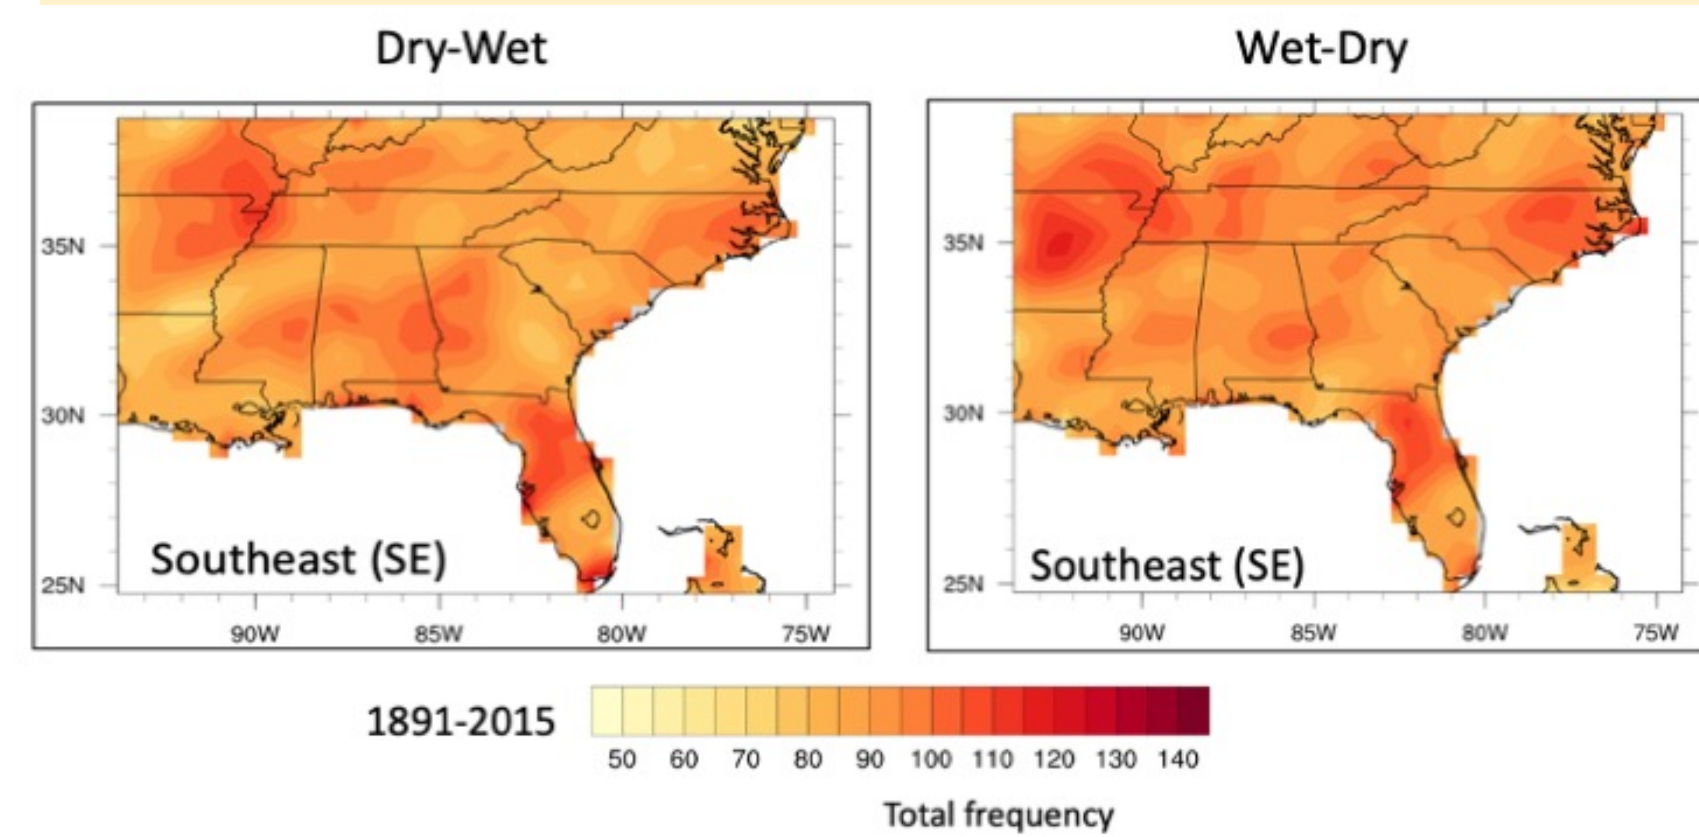 Dry-Wet
Wet-Dry
35N
30N
25N
Southeast (SE)
90W 85W 80W 75W
35N
30N
25N
Southeast (SE)
90W 85W 80W 75W
1891-2015
50 60 70 80 90 100 110 120 130 140
Total frequency